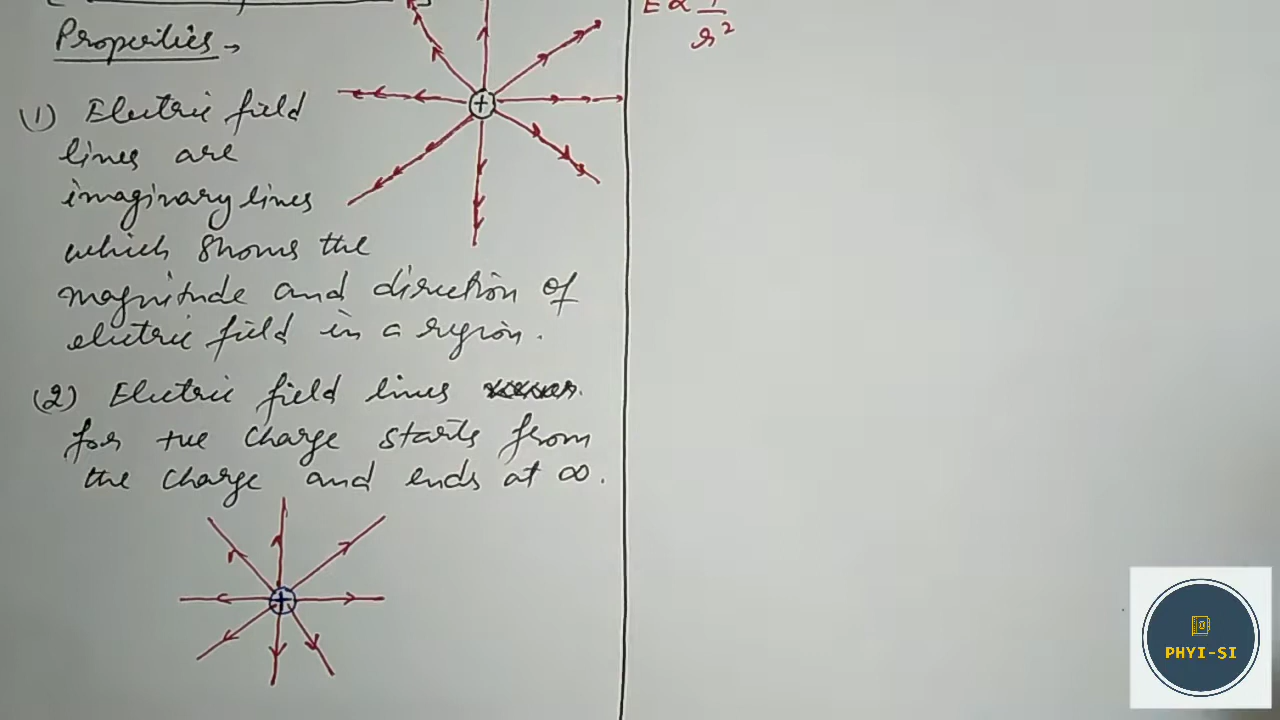 Properties →
(1) Electric field
lines are
imaginary lines
which shows the
magnitude and direction of
electric field in a region.
(2) Electric field lines
for +ve charge starts from
the charge and ends at ∞.
+
+
E ∝ 1
r²
PHYI-SI